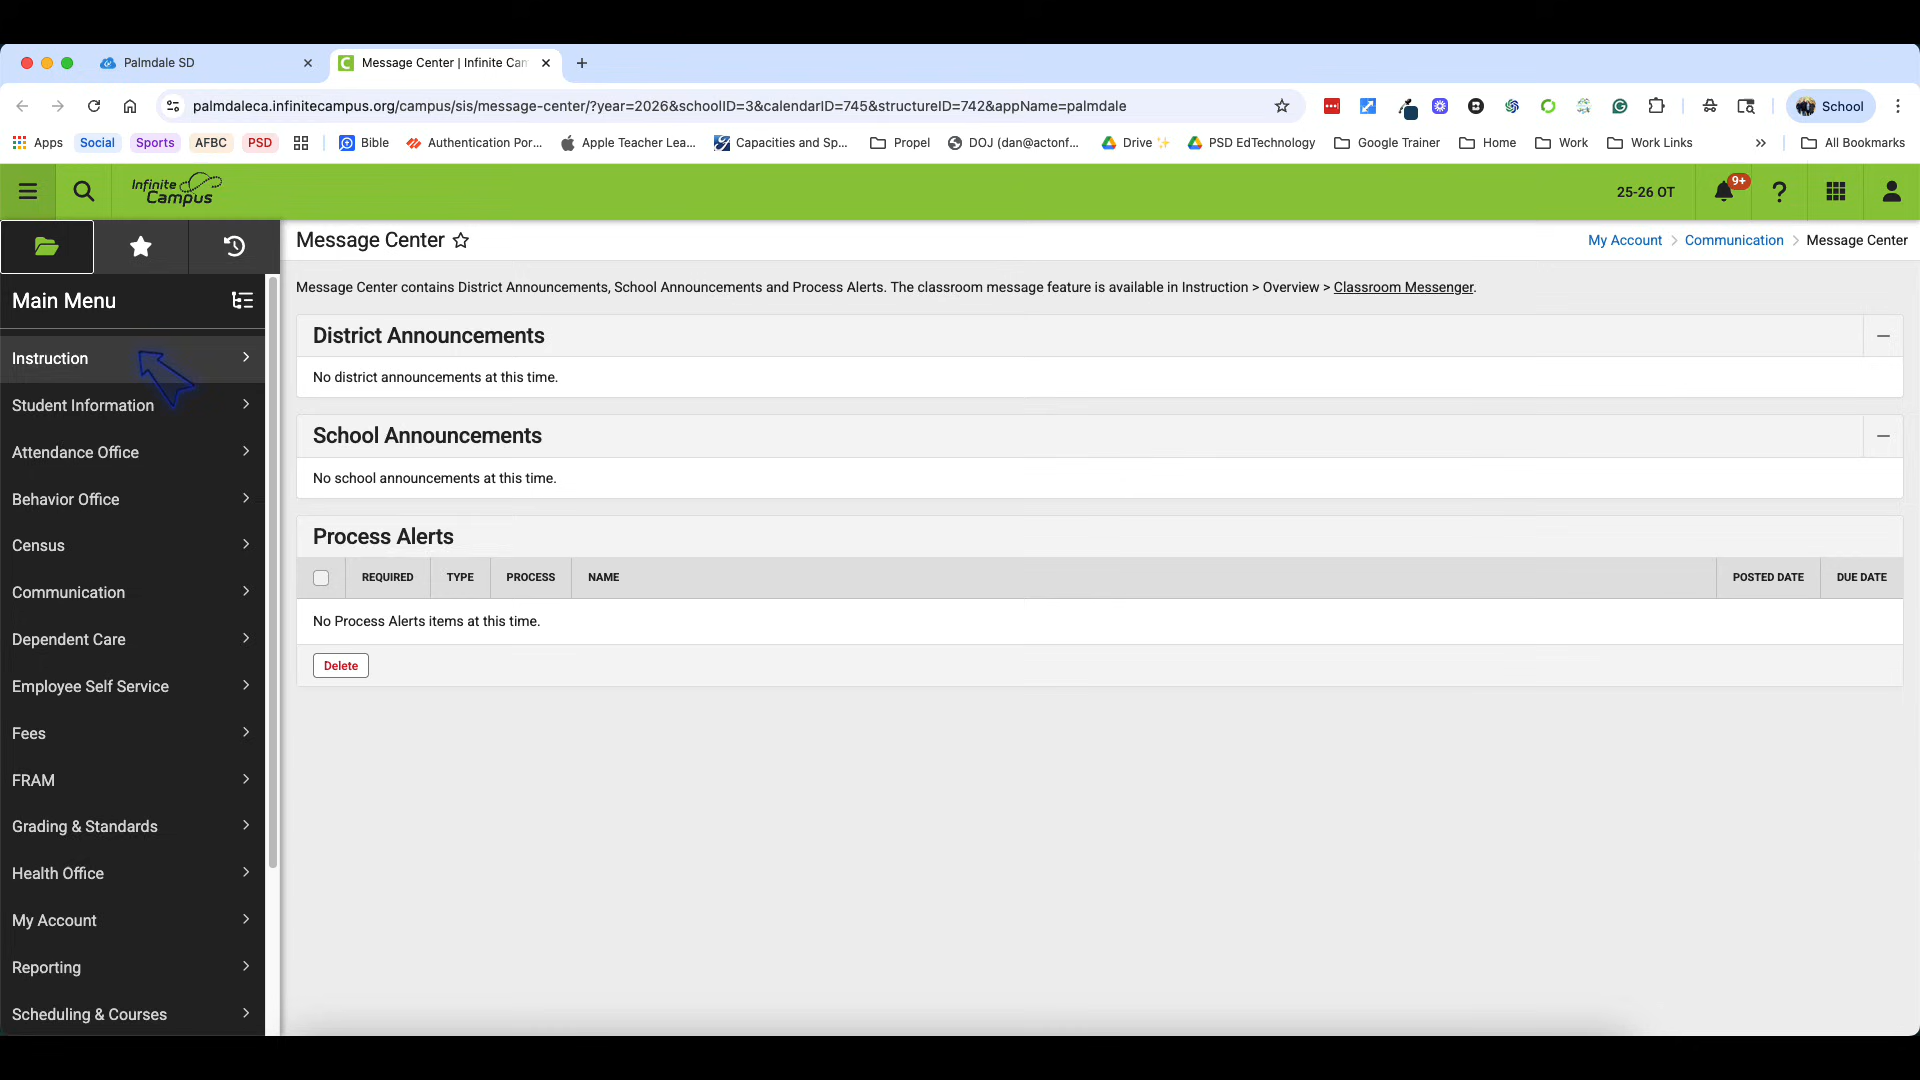 Palmdale SD
Message Center | Infinite Cam
palmdaleca.infinitecampus.org/campus/sis/message-center/?year=2026&schoolID=3&calendarID=745&structureID=742&appName=palmdale
School
Apps Social Sports AFBC PSD Bible Authentication Por... Apple Teacher Lea... Capacities and Sp... Propel DOJ (dan@actonf... Drive PSD EdTechnology Google Trainer Home Work Work Links All Bookmarks
Infinite Campus
25-26 OT
9+
Message Center
My Account > Communication > Message Center
Main Menu
Instruction
Student Information
Attendance Office
Behavior Office
Census
Communication
Dependent Care
Employee Self Service
Fees
FRAM
Grading & Standards
Health Office
My Account
Reporting
Scheduling & Courses
Message Center contains District Announcements, School Announcements and Process Alerts. The classroom message feature is available in Instruction > Overview > Classroom Messenger.
District Announcements
No district announcements at this time.
School Announcements
No school announcements at this time.
Process Alerts
REQUIRED TYPE PROCESS NAME POSTED DATE DUE DATE
No Process Alerts items at this time.
Delete